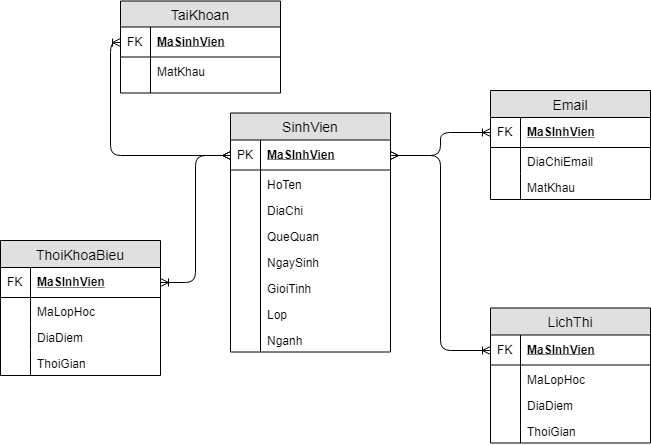 TaiKhoan
FK MaSinhVien
MatKhau
SinhVien
PK MaSInhVien
HoTen
DiaChi
QueQuan
NgaySinh
GioiTinh
Lop
Nganh
Email
FK MaSInhVien
DiaChiEmail
MatKhau
ThoiKhoaBieu
FK MaSInhVien
MaLopHoc
DiaDiem
ThoiGian
LichThi
FK MaSInhVien
MaLopHoc
DiaDiem
ThoiGian